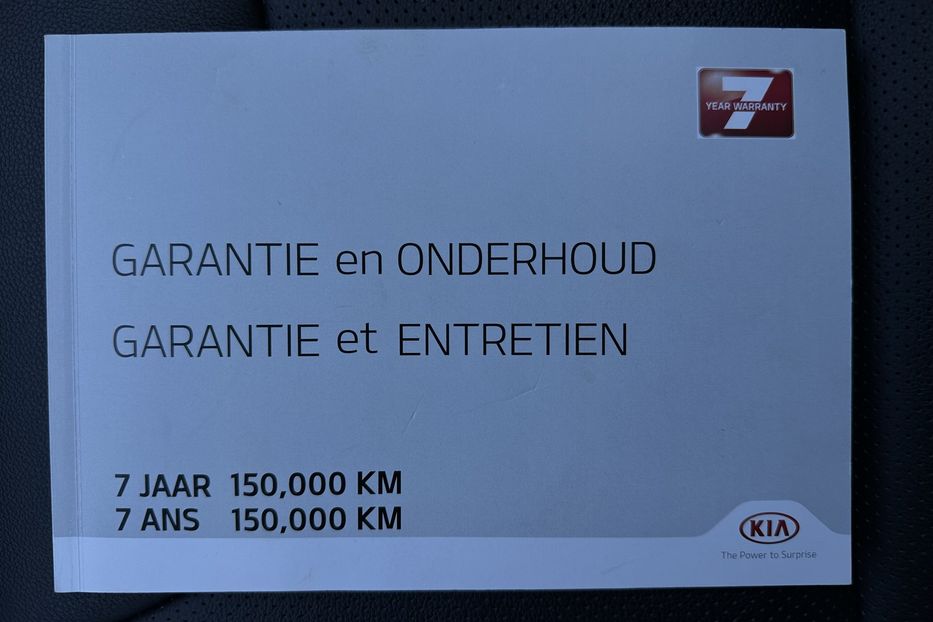 7
YEAR WARRANTY
GARANTIE en ONDERHOUD
GARANTIE et ENTRETIEN
7 JAAR 150,000 KM
7 ANS 150,000 KM
KIA
The Power to Surprise